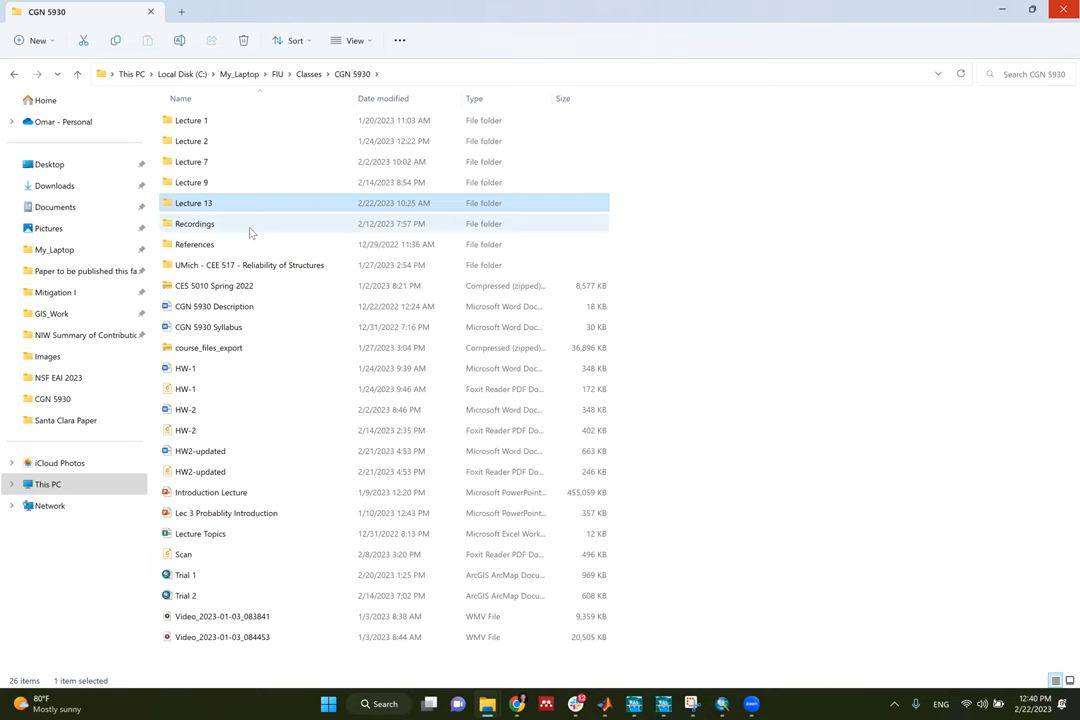 CGN 5930
New
Sort
View
This PC > Local Disk (C:) > My_Laptop > FIU > Classes > CGN 5930 >
Search CGN 5930
Name Date modified Type Size
Home
Omar - Personal
Desktop
Downloads
Documents
Pictures
My_Laptop
Paper to be published this fa
Mitigation I
GIS_Work
NIW Summary of Contributic
Images
NSF EAI 2023
CGN 5930
Santa Clara Paper
iCloud Photos
This PC
Network
Lecture 1 1/20/2023 11:03 AM File folder
Lecture 2 1/24/2023 12:22 PM File folder
Lecture 7 2/2/2023 10:02 AM File folder
Lecture 9 2/14/2023 8:54 PM File folder
Lecture 13 2/22/2023 10:25 AM File folder
Recordings 2/12/2023 7:57 PM File folder
References 12/29/2022 11:36 AM File folder
UMich - CEE 517 - Reliability of Structures 1/27/2023 2:54 PM File folder
CES 5010 Spring 2022 1/2/2023 8:21 PM Compressed (zipped)... 8,577 KB
CGN 5930 Description 12/22/2022 12:24 AM Microsoft Word Doc... 18 KB
CGN 5930 Syllabus 12/31/2022 7:16 PM Microsoft Word Doc... 30 KB
course_files_export 1/27/2023 3:04 PM Compressed (zipped)... 36,896 KB
HW-1 1/24/2023 9:39 AM Microsoft Word Doc... 348 KB
HW-1 1/24/2023 9:46 AM Foxit Reader PDF Do... 172 KB
HW-2 2/2/2023 8:46 PM Microsoft Word Doc... 348 KB
HW-2 2/14/2023 2:35 PM Foxit Reader PDF Do... 402 KB
HW2-updated 2/21/2023 4:53 PM Microsoft Word Doc... 663 KB
HW2-updated 2/21/2023 4:53 PM Foxit Reader PDF Do... 246 KB
Introduction Lecture 1/9/2023 12:20 PM Microsoft PowerPoint... 455,059 KB
Lec 3 Probablity Introduction 1/10/2023 12:43 PM Microsoft PowerPoint... 357 KB
Lecture Topics 12/31/2022 8:13 PM Microsoft Excel Work... 12 KB
Scan 2/8/2023 3:20 PM Foxit Reader PDF Do... 496 KB
Trial 1 2/20/2023 1:25 PM ArcGIS ArcMap Docu... 969 KB
Trial 2 2/14/2023 7:02 PM ArcGIS ArcMap Docu... 608 KB
Video_2023-01-03_083841 1/3/2023 8:38 AM WMV File 9,359 KB
Video_2023-01-03_084453 1/3/2023 8:44 AM WMV File 20,505 KB
26 items 1 item selected
80°F
Mostly sunny
Search
12
zoom
ENG
12:40 PM
2/22/2023